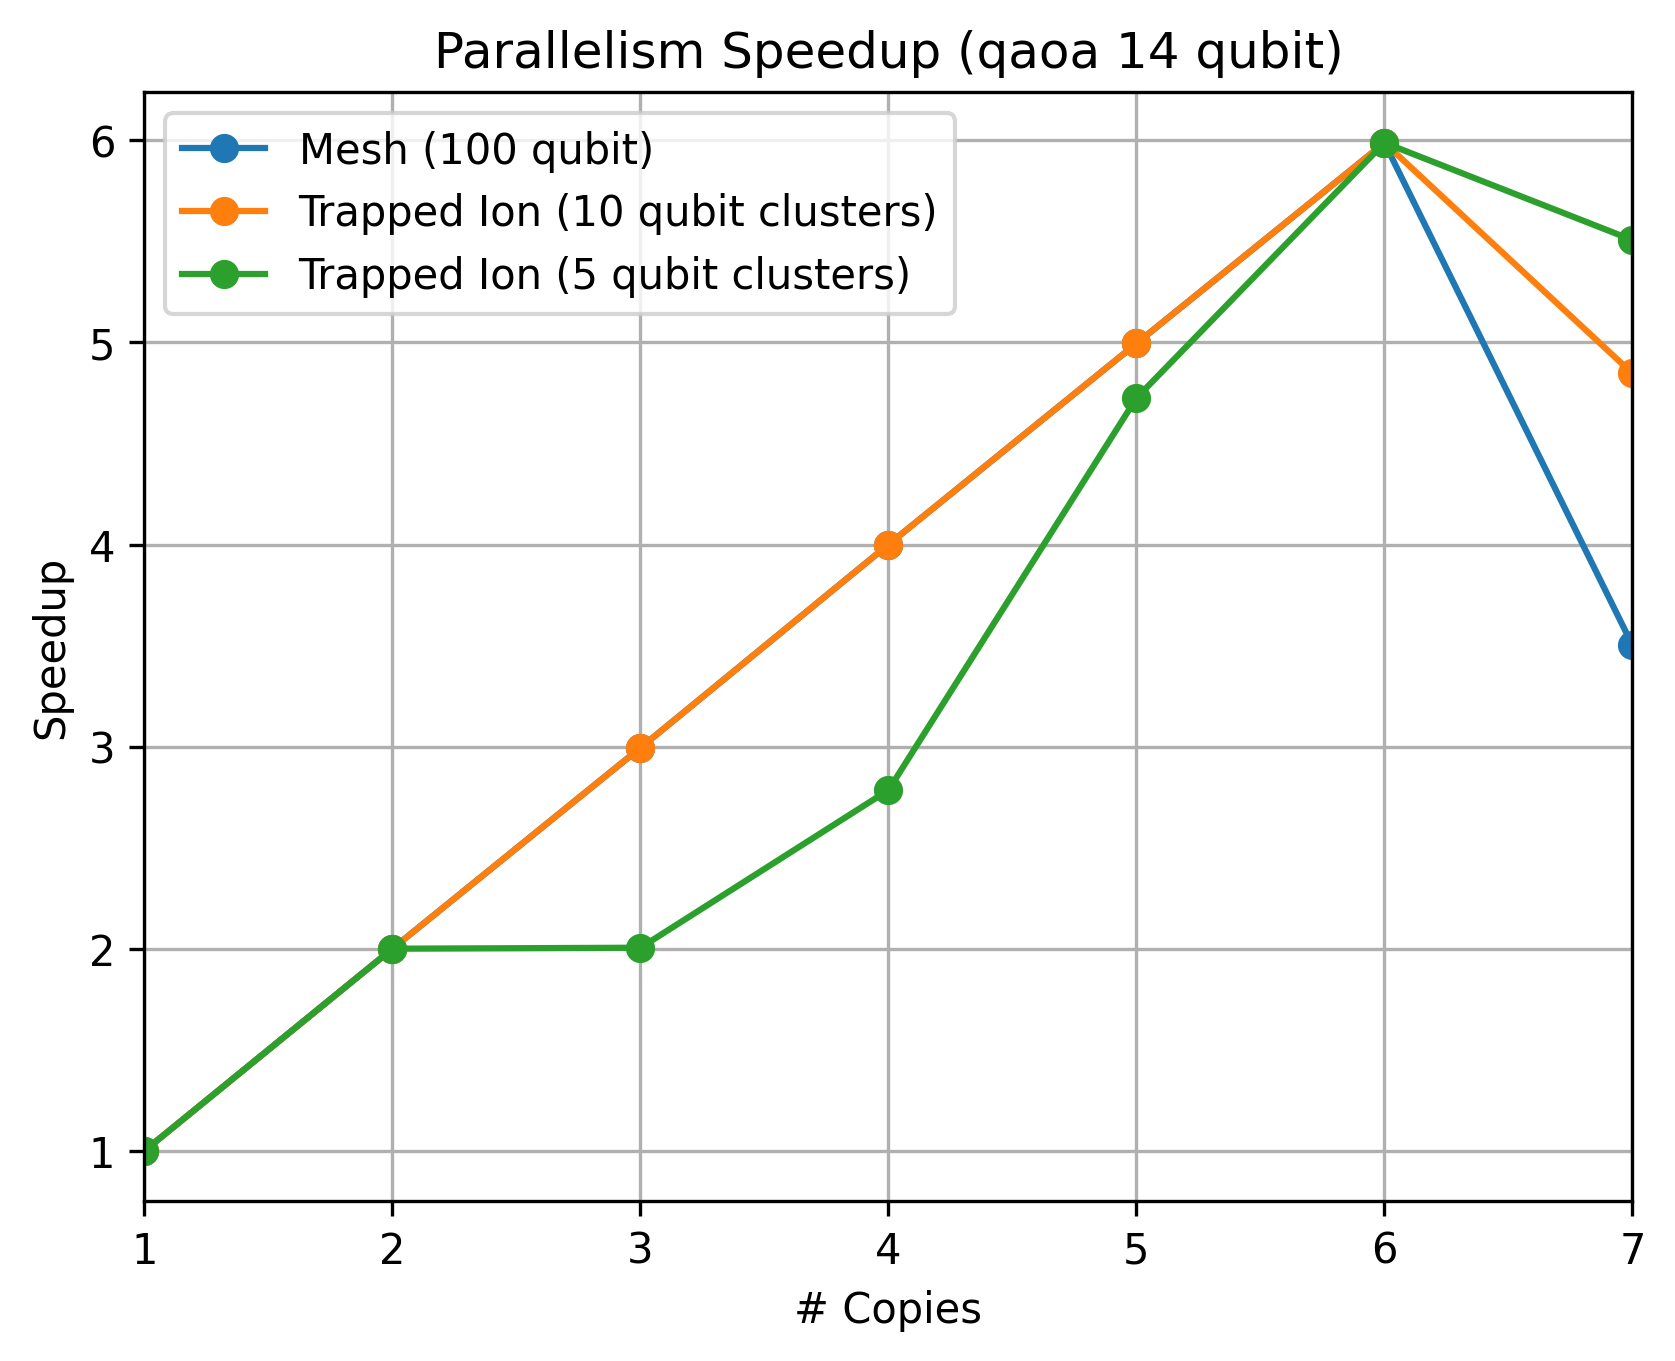 Parallelism Speedup (qaoa 14 qubit)
Mesh (100 qubit)
Trapped Ion (10 qubit clusters)
Trapped Ion (5 qubit clusters)
Speedup
6
5
4
3
2
1
1 2 3 4 5 6 7
# Copies